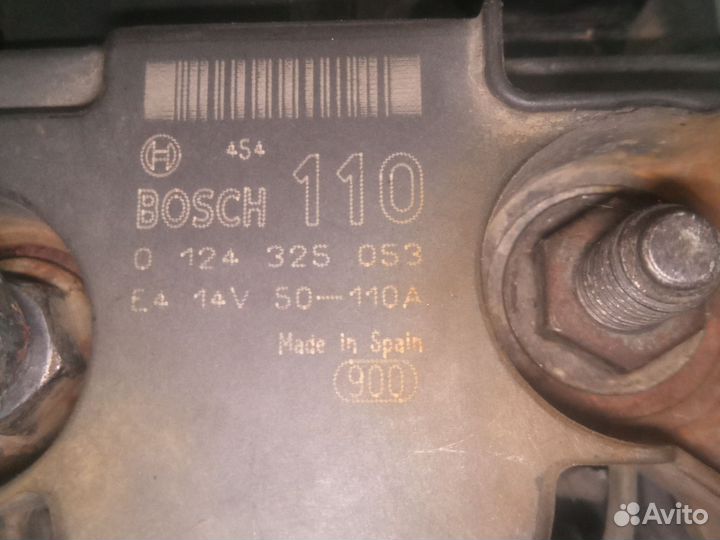 454
BOSCH 110
0 124 325 053
E4 14V 50-110A
Made in Spain
900
Avito